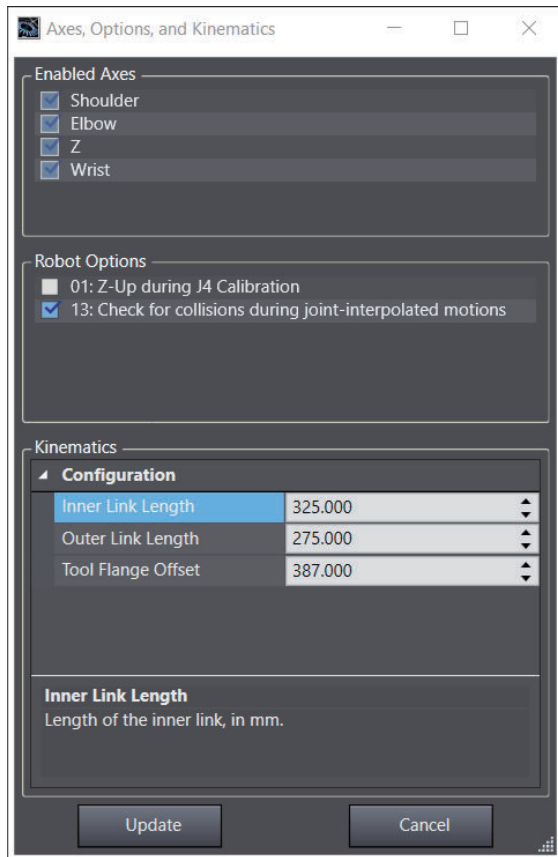 Axes, Options, and Kinematics
Enabled Axes
Shoulder
Elbow
Z
Wrist
Robot Options
01: Z-Up during J4 Calibration
13: Check for collisions during joint-interpolated motions
Kinematics
Configuration
Inner Link Length 325.000
Outer Link Length 275.000
Tool Flange Offset 387.000
Inner Link Length
Length of the inner link, in mm.
Update Cancel